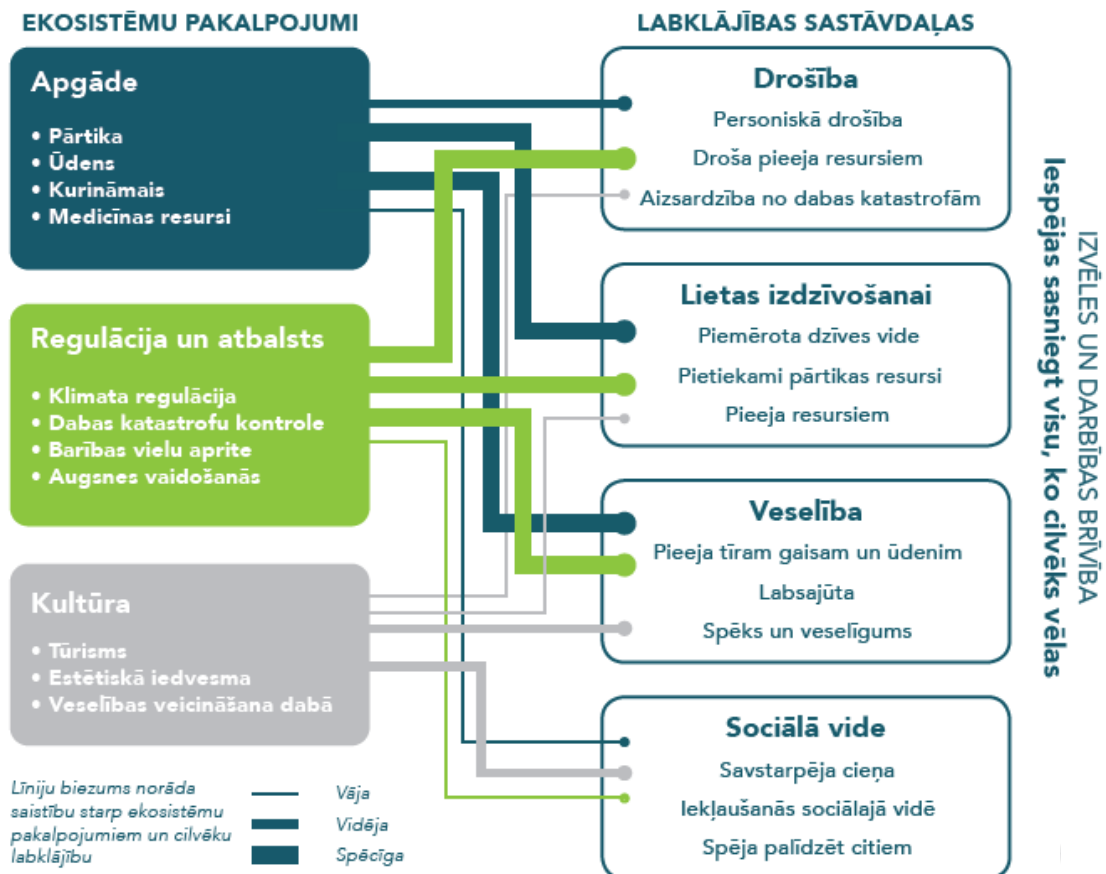 EKOSISTĒMU PAKALPOJUMI
Apgāde
• Pārtika
• Ūdens
• Kurināmais
• Medicīnas resursi
Regulācija un atbalsts
• Klimata regulācija
• Dabas katastrofu kontrole
• Barības vielu aprite
• Augsnes vaidošanās
Kultūra
• Tūrisms
• Estētiskā iedvesma
• Veselības veicināšana dabā
Līniju biezums norāda
saistību starp ekosistēmu
pakalpojumiem un cilvēku
labklājību
Vāja
Vidēja
Spēcīga
LABKLĀJĪBAS SASTĀVDAĻAS
Drošība
Personiskā drošība
Droša pieeja resursiem
Aizsardzība no dabas katastrofām
Lietas izdzīvošanai
Piemērota dzīves vide
Pietiekami pārtikas resursi
Pieeja resursiem
Veselība
Pieeja tīram gaisam un ūdenim
Labsajūta
Spēks un veselīgums
Sociālā vide
Savstarpēja cieņa
Iekļaušanās sociālajā vidē
Spēja palīdzēt citiem
IZVĒLES UN DARBĪBAS BRĪVĪBA
Iespējas sasniegt visu, ko cilvēks vēlas